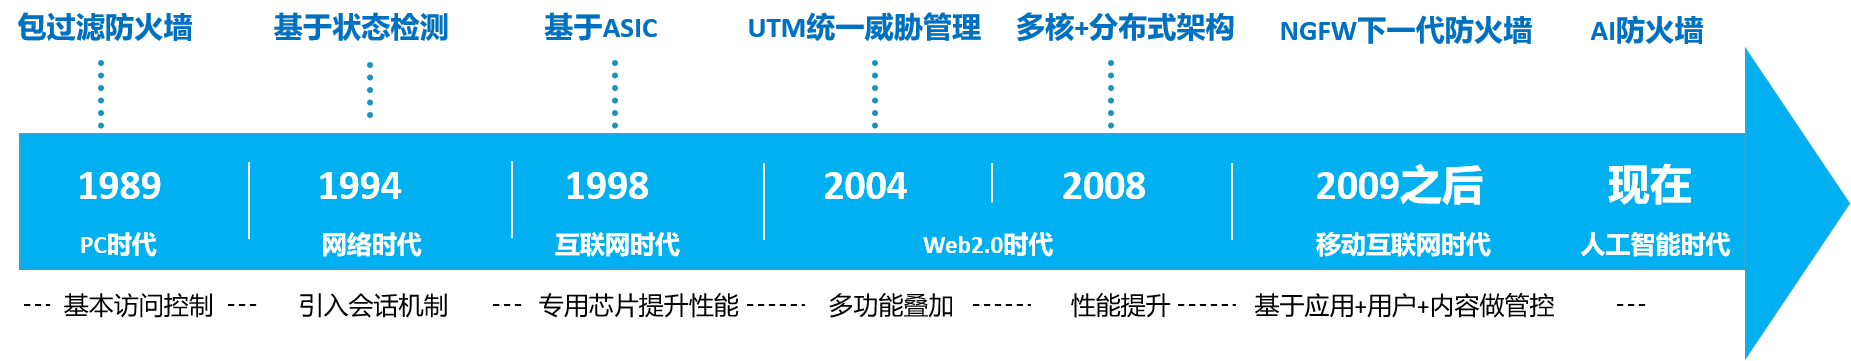 包过滤防火墙 基于状态检测 基于ASIC UTM统一威胁管理 多核+分布式架构 NGFW下一代防火墙 AI防火墙
1989 1994 1998 2004 2008 2009之后 现在
PC时代 网络时代 互联网时代 Web2.0时代 移动互联网时代 人工智能时代
--- 基本访问控制 --- 引入会话机制 --- 专用芯片提升性能 ------ 多功能叠加 ------ 性能提升 ------ 基于应用+用户+内容做管控 ---